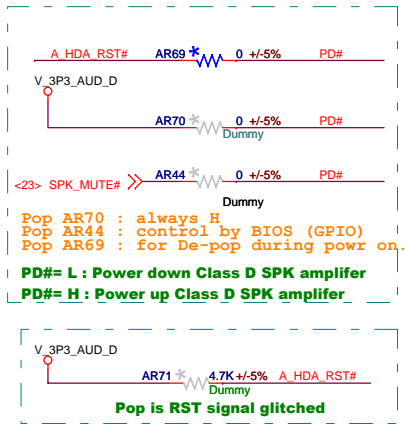 A_HDA_RST# AR69 * 0 +/-5% PD#
V_3P3_AUD_D
AR70 * 0 +/-5% PD#
Dummy
<23> SPK_MUTE# AR44 * 0 +/-5% PD#
Dummy
Pop AR70 : always H
Pop AR44 : control by BIOS (GPIO)
Pop AR69 : for De-pop during powr on.
PD#= L : Power down Class D SPK amplifer
PD#= H : Power up Class D SPK amplifer
V_3P3_AUD_D
AR71 * 4.7K +/-5% A_HDA_RST#
Dummy
Pop is RST signal glitched